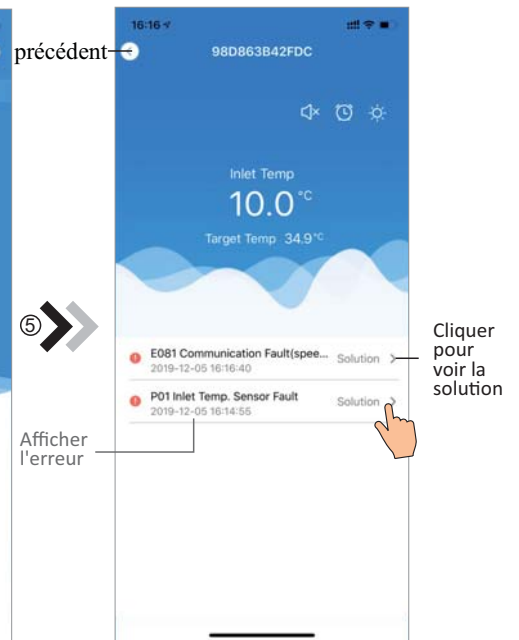 16:16
précédent
98D863B42FDC
Inlet Temp
10.0°C
Target Temp 34.9°C
⑤
E081 Communication Fault(spee...
Solution
2019-12-05 16:16:40
Cliquer
pour
voir la
solution
P01 Inlet Temp. Sensor Fault
Solution
2019-12-05 16:14:55
Afficher
l'erreur